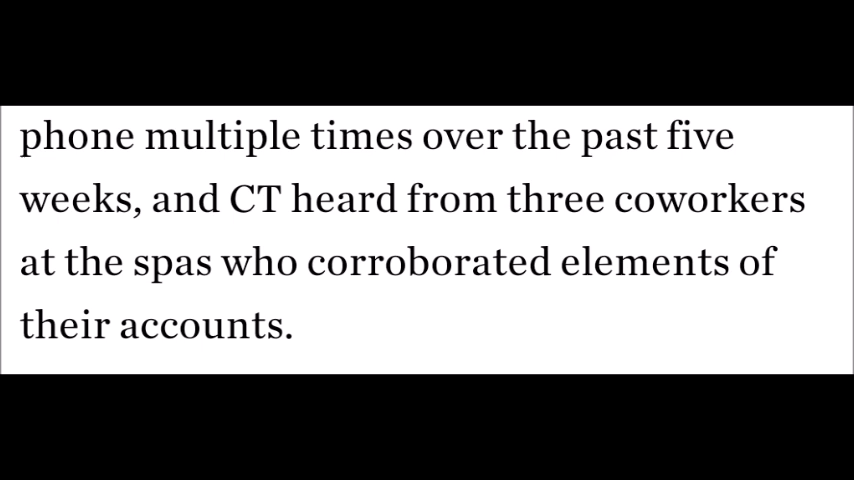 phone multiple times over the past five
weeks, and CT heard from three coworkers
at the spas who corroborated elements of
their accounts.